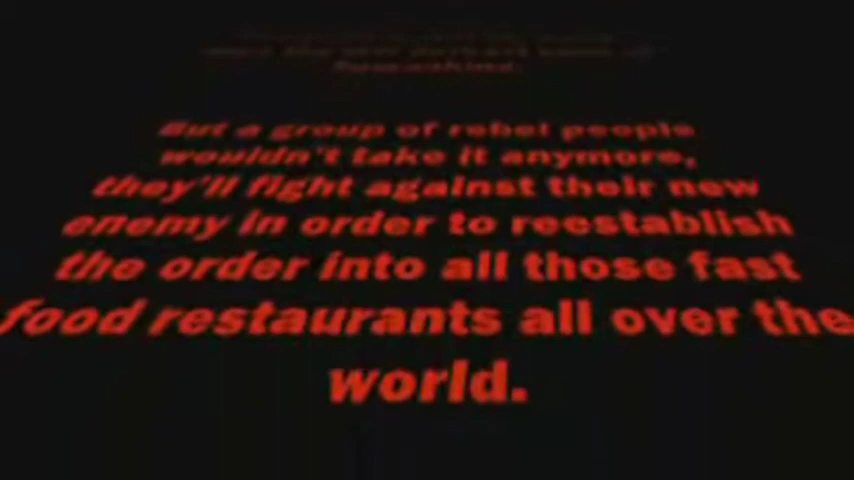 But a group of rebel people
wouldn't take it anymore,
they'll fight against their new
enemy in order to reestablish
the order into all those fast
food restaurants all over the
world.